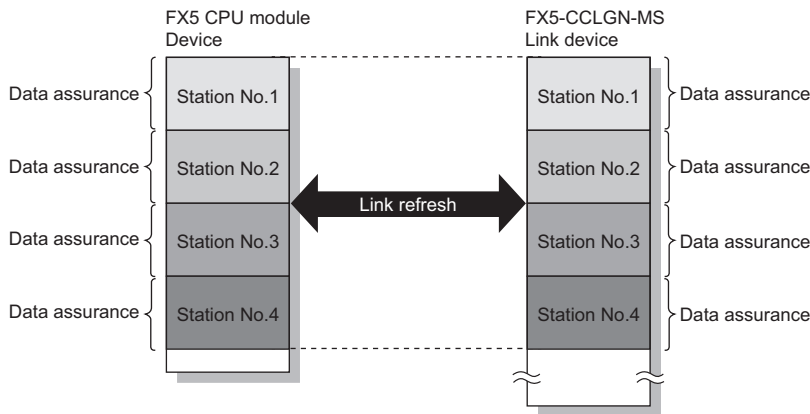 FX5 CPU module
Device
FX5-CCLGN-MS
Link device
Data assurance
Station No.1
Station No.1
Data assurance
Data assurance
Station No.2
Station No.2
Data assurance
Link refresh
Data assurance
Station No.3
Station No.3
Data assurance
Data assurance
Station No.4
Station No.4
Data assurance